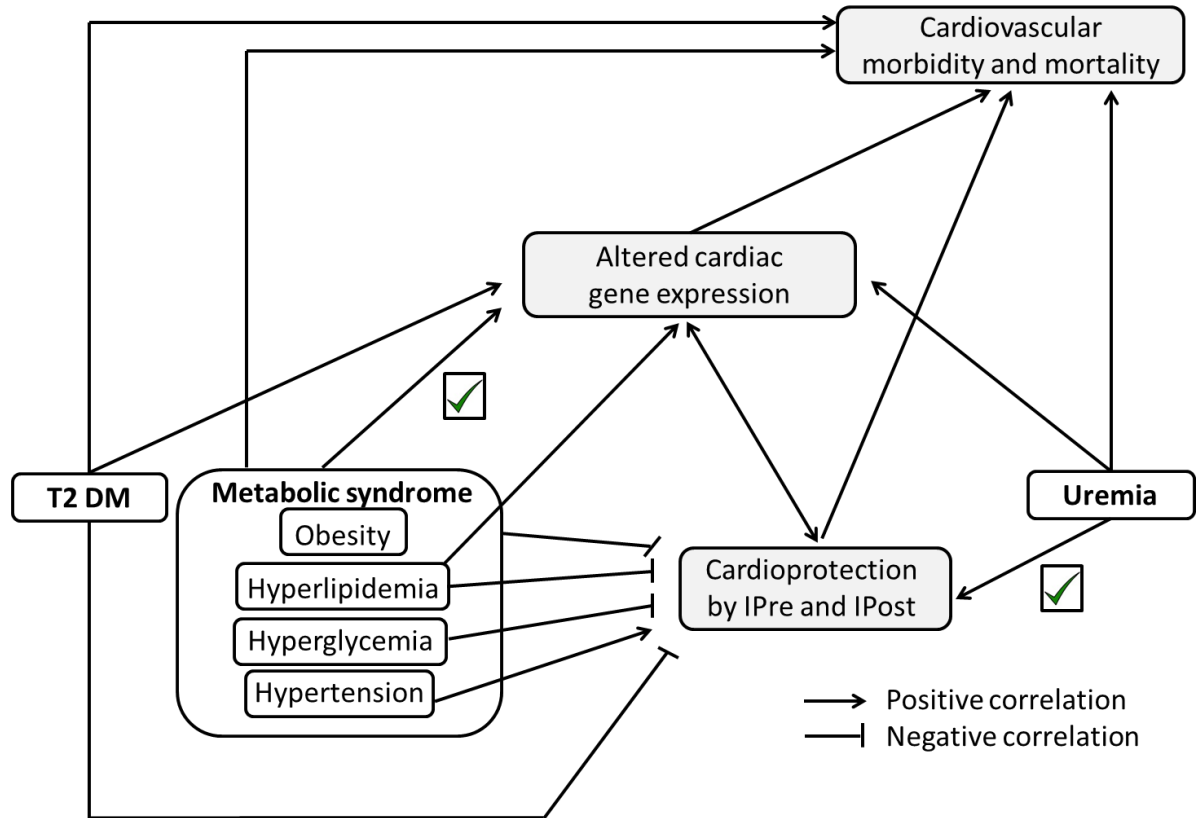 Cardiovascular
morbidity and mortality
Altered cardiac
gene expression
T2 DM
Metabolic syndrome
Obesity
Hyperlipidemia
Hyperglycemia
Hypertension
Uremia
Cardioprotection
by IPre and IPost
Positive correlation
Negative correlation